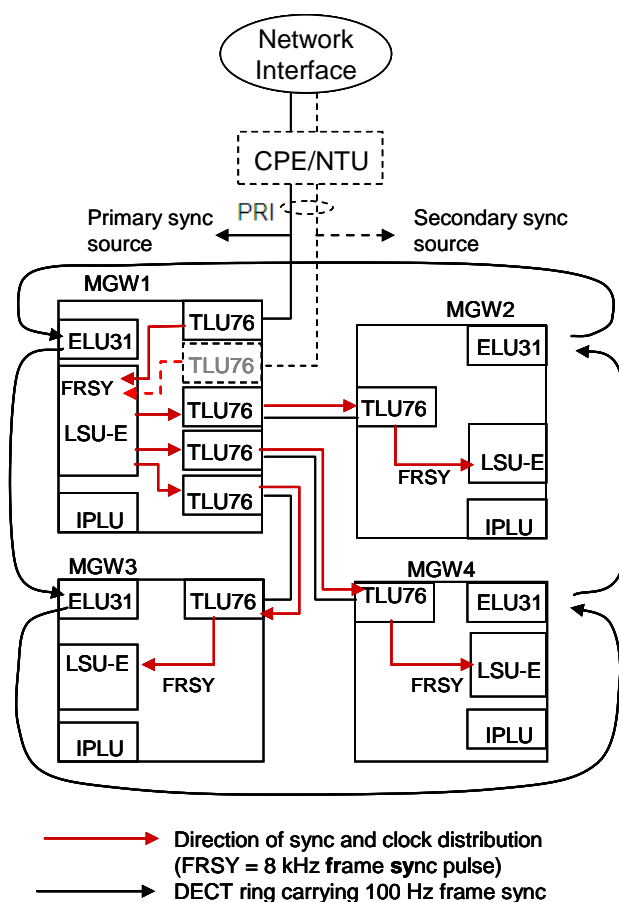 Network
Interface
CPE/NTU
PRI
Primary sync
source
Secondary sync
source
MGW1
TLU76
ELU31
TLU76
FRSY
LSU-E
TLU76
TLU76
TLU76
IPLU
MGW2
ELU31
TLU76
LSU-E
FRSY
IPLU
MGW3
ELU31
TLU76
LSU-E
FRSY
IPLU
MGW4
TLU76
ELU31
LSU-E
FRSY
IPLU
Direction of sync and clock distribution
(FRSY = 8 kHz frame sync pulse)
DECT ring carrying 100 Hz frame sync